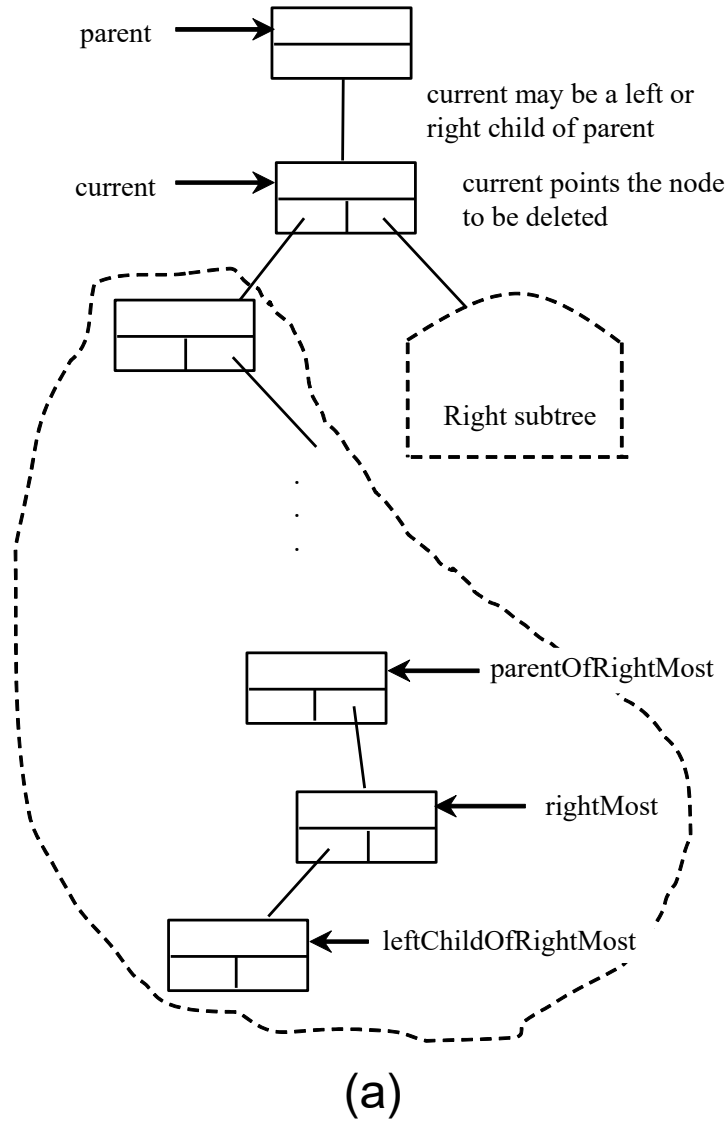 parent
current may be a left or
right child of parent
current
current points the node
to be deleted
Right subtree
.
.
.
parentOfRightMost
rightMost
leftChildOfRightMost
(a)